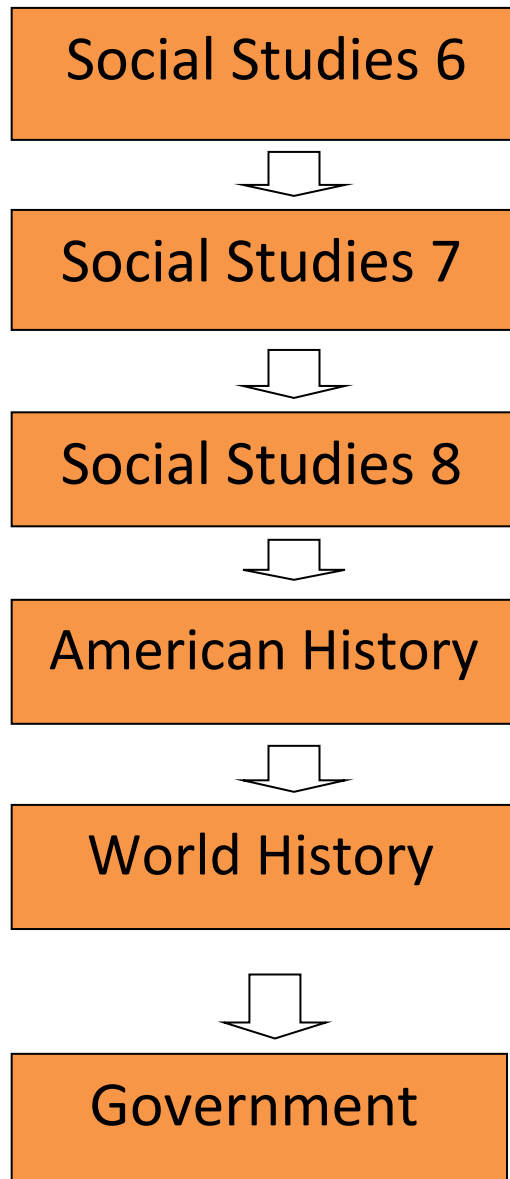 Social Studies 6
Social Studies 7
Social Studies 8
American History
World History
Government